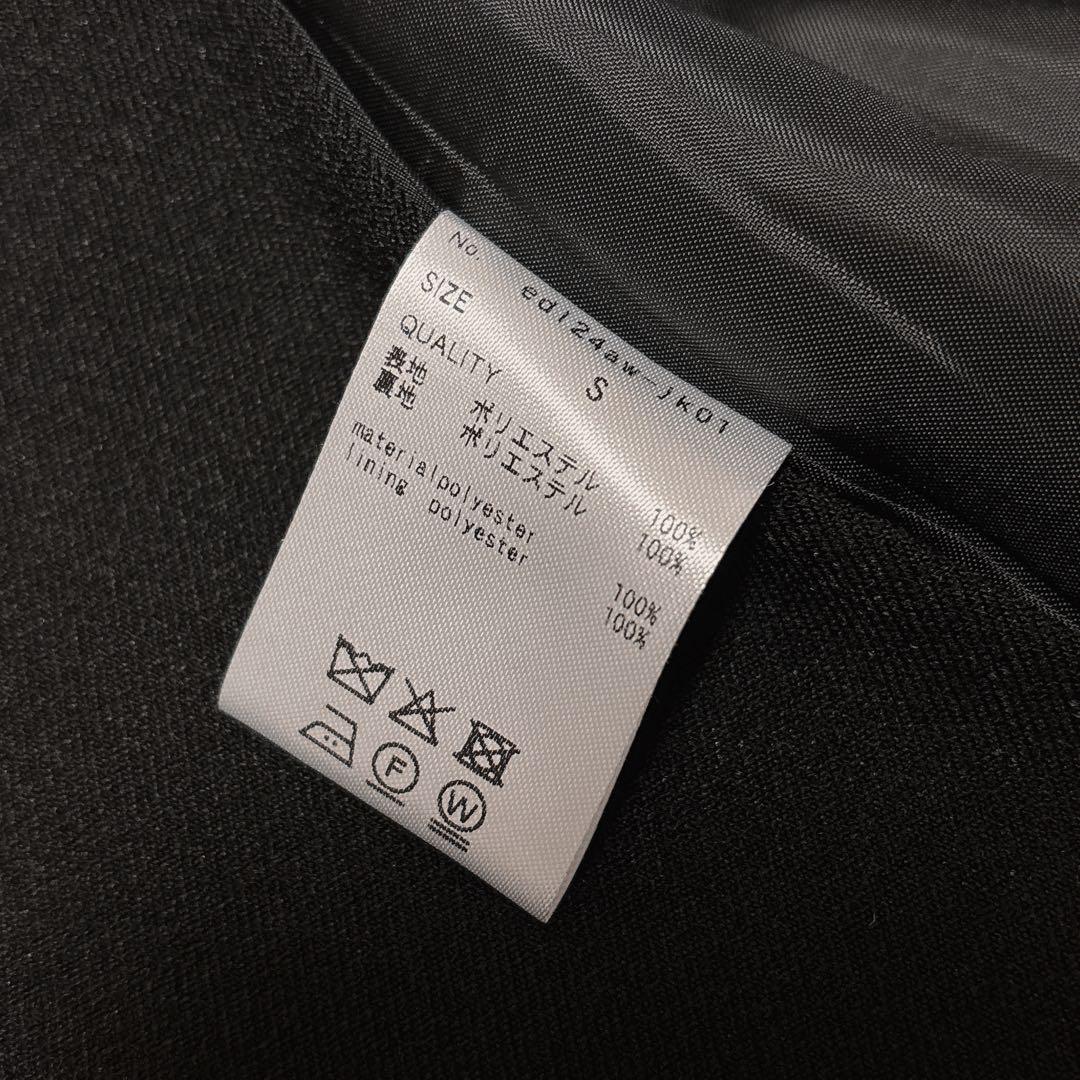 No. eql24aw-jk01
SIZE S
QUALITY
表地 ポリエステル 100%
裏地 ポリエステル 100%
materialpolyester 100%
lining polyester 100%
F
W